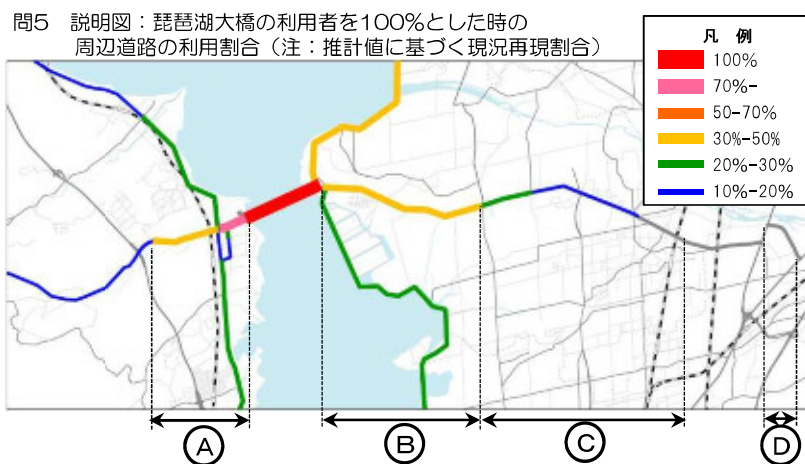 問5 説明図：琵琶湖大橋の利用者を100%とした時の
周辺道路の利用割合（注：推計値に基づく現況再現割合）
凡 例
100%
70%-
50-70%
30%-50%
20%-30%
10%-20%
A
B
C
D